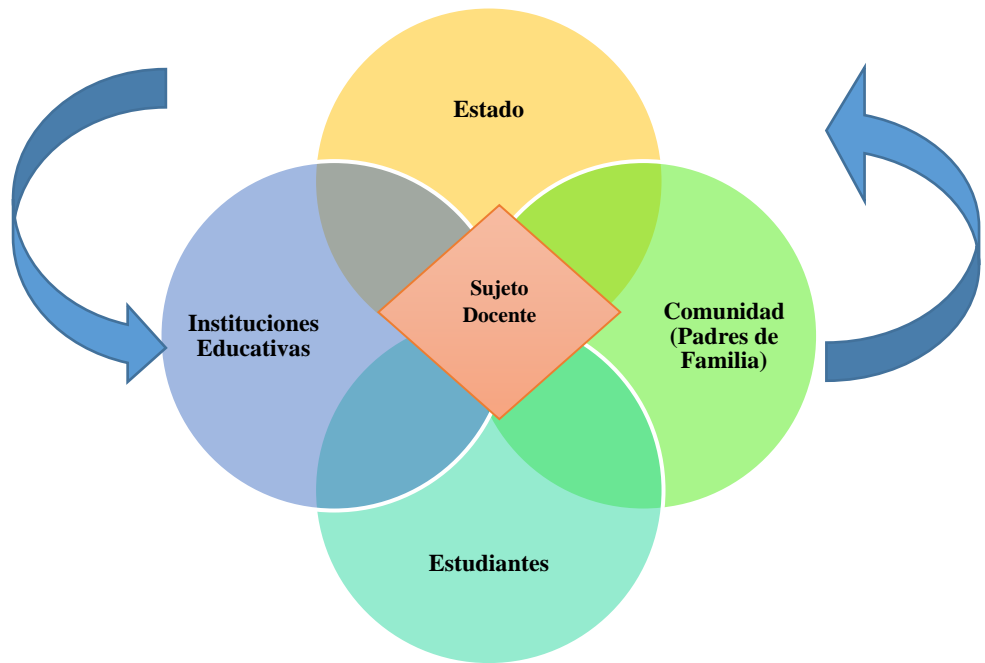 Estado
Sujeto
Docente
Instituciones
Educativas
Comunidad
(Padres de
Familia)
Estudiantes